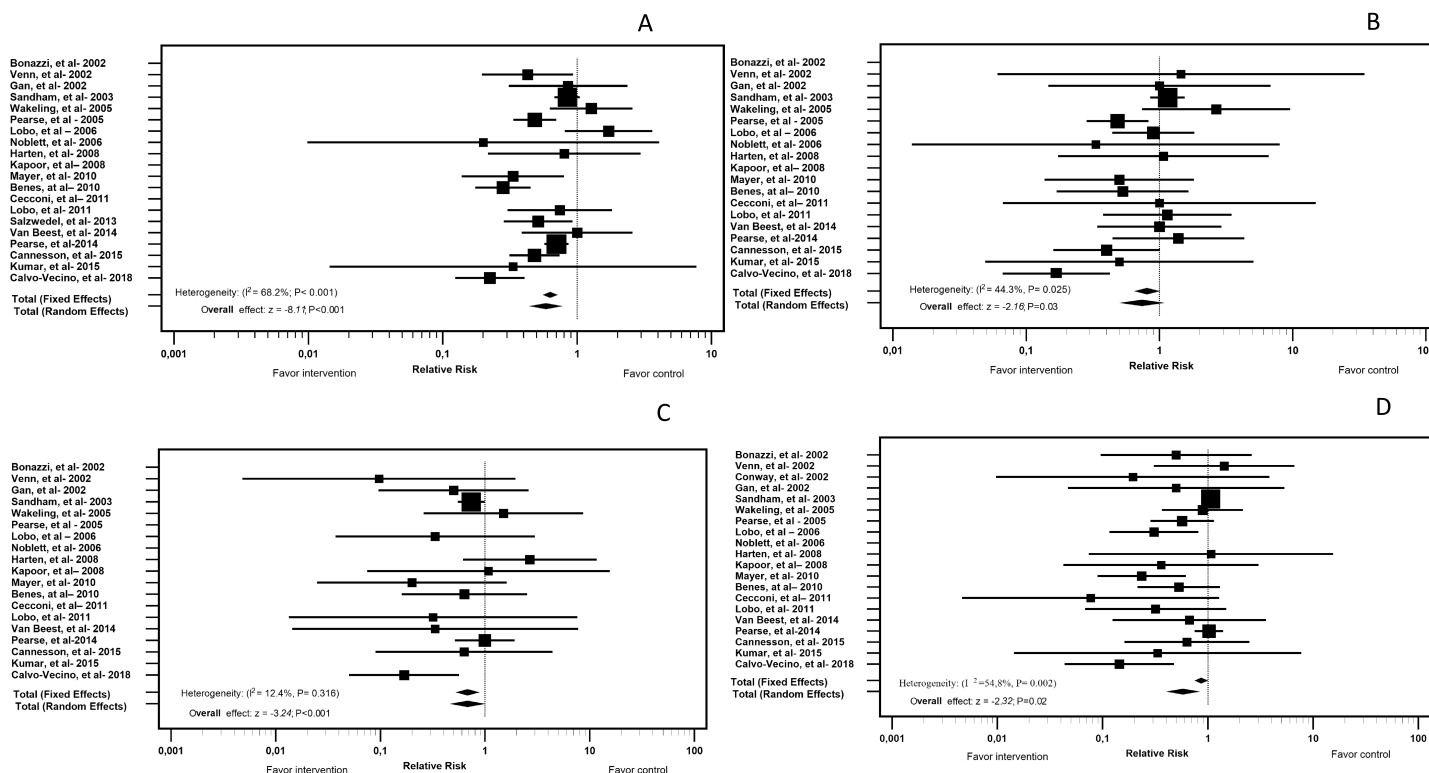 A
Bonazzi, et al- 2002
Venn, et al- 2002
Gan, et al- 2002
Sandham, et al- 2003
Wakeling, et al- 2005
Pearse, et al - 2005
Lobo, et al – 2006
Noblett, et al- 2006
Harten, et al- 2008
Kapoor, et al– 2008
Mayer, et al- 2010
Benes, at al– 2010
Cecconi, et al– 2011
Lobo, et al- 2011
Salzwedel, et al- 2013
Van Beest, et al- 2014
Pearse, et al-2014
Cannesson, et al- 2015
Kumar, et al- 2015
Calvo-Vecino, et al- 2018
Total (Fixed Effects)
Total (Random Effects)
Heterogeneity: (I²= 68.2%; P< 0.001)
Overall effect: z = -8.11; P<0.001
0,001 0,01 0,1 1 10
Favor intervention Relative Risk Favor control
B
Bonazzi, et al- 2002
Venn, et al- 2002
Gan, et al- 2002
Sandham, et al- 2003
Wakeling, et al- 2005
Pearse, et al - 2005
Lobo, et al – 2006
Noblett, et al- 2006
Harten, et al- 2008
Kapoor, et al– 2008
Mayer, et al- 2010
Benes, at al– 2010
Cecconi, et al– 2011
Lobo, et al- 2011
Van Beest, et al- 2014
Pearse, et al-2014
Cannesson, et al- 2015
Kumar, et al- 2015
Calvo-Vecino, et al- 2018
Total (Fixed Effects)
Total (Random Effects)
Heterogeneity: (I²= 44.3%, P= 0.025)
Overall effect: z = -2.16; P=0.03
0,01 0,1 1 10 100
Favor intervention Relative Risk Favor control
C
Bonazzi, et al- 2002
Venn, et al- 2002
Gan, et al- 2002
Sandham, et al- 2003
Wakeling, et al- 2005
Pearse, et al - 2005
Lobo, et al – 2006
Noblett, et al- 2006
Harten, et al- 2008
Kapoor, et al– 2008
Mayer, et al- 2010
Benes, at al– 2010
Cecconi, et al– 2011
Lobo, et al- 2011
Van Beest, et al- 2014
Pearse, et al-2014
Cannesson, et al- 2015
Kumar, et al- 2015
Calvo-Vecino, et al- 2018
Total (Fixed Effects)
Total (Random Effects)
Heterogeneity: (I²= 12.4%, P= 0.316)
Overall effect: z = -3.24; P<0.001
0,001 0,1 1 10 100
Favor intervention Relative Risk Favor control
D
Bonazzi, et al- 2002
Venn, et al- 2002
Conway, et al- 2002
Gan, et al- 2002
Sandham, et al- 2003
Wakeling, et al- 2005
Pearse, et al - 2005
Lobo, et al – 2006
Noblett, et al- 2006
Harten, et al- 2008
Kapoor, et al– 2008
Mayer, et al- 2010
Benes, at al– 2010
Cecconi, et al– 2011
Lobo, et al- 2011
Van Beest, et al- 2014
Pearse, et al-2014
Cannesson, et al- 2015
Kumar, et al- 2015
Calvo-Vecino, et al- 2018
Total (Fixed Effects)
Total (Random Effects)
Heterogeneity: (I ²=54,8%, P= 0.002)
Overall effect: z = -2,32; P=0.02
0,001 0,1 1 10 100
Favor intervention Relative Risk Favor control